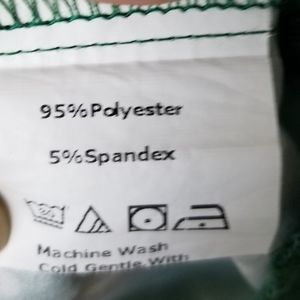 95%Polyester
5%Spandex
Machine Wash
Cold Gentle With